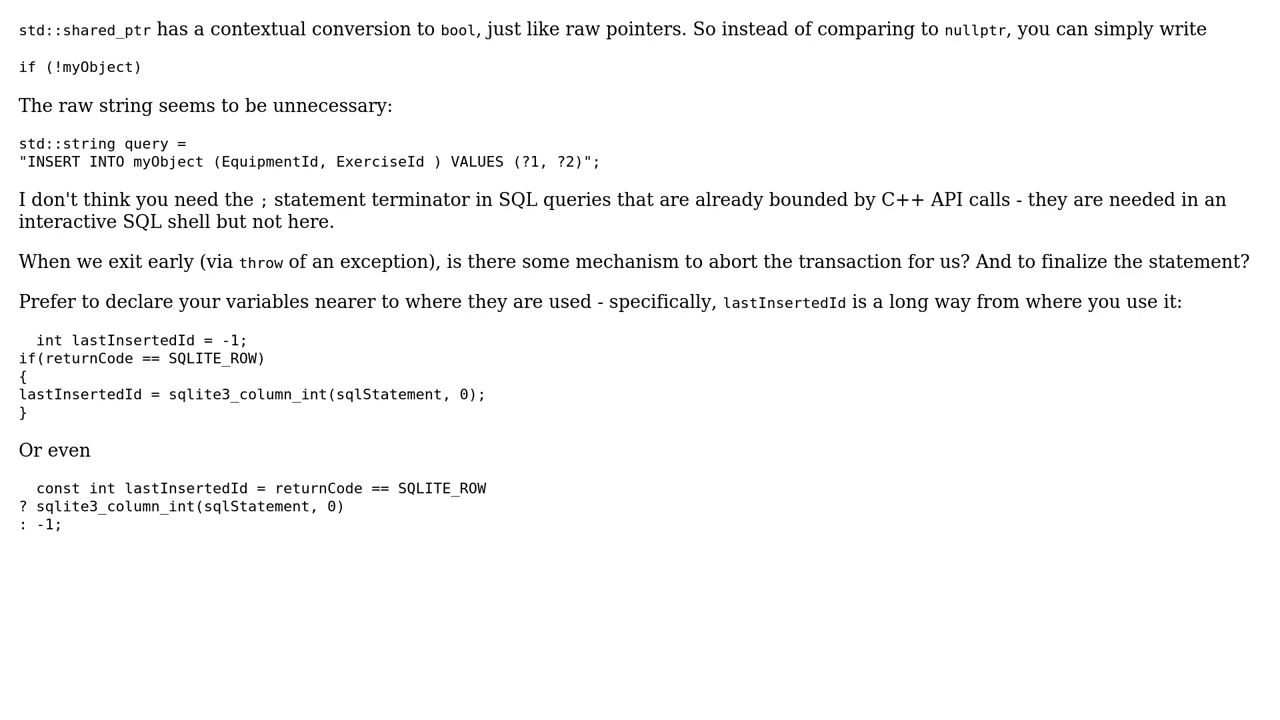 std::shared_ptr has a contextual conversion to bool, just like raw pointers. So instead of comparing to nullptr, you can simply write
if (!myObject)
The raw string seems to be unnecessary:
std::string query =
"INSERT INTO myObject (EquipmentId, ExerciseId ) VALUES (?1, ?2)";
I don't think you need the ; statement terminator in SQL queries that are already bounded by C++ API calls - they are needed in an
interactive SQL shell but not here.
When we exit early (via throw of an exception), is there some mechanism to abort the transaction for us? And to finalize the statement?
Prefer to declare your variables nearer to where they are used - specifically, lastInsertedId is a long way from where you use it:
  int lastInsertedId = -1;
if(returnCode == SQLITE_ROW)
{
lastInsertedId = sqlite3_column_int(sqlStatement, 0);
}
Or even
  const int lastInsertedId = returnCode == SQLITE_ROW
? sqlite3_column_int(sqlStatement, 0)
: -1;